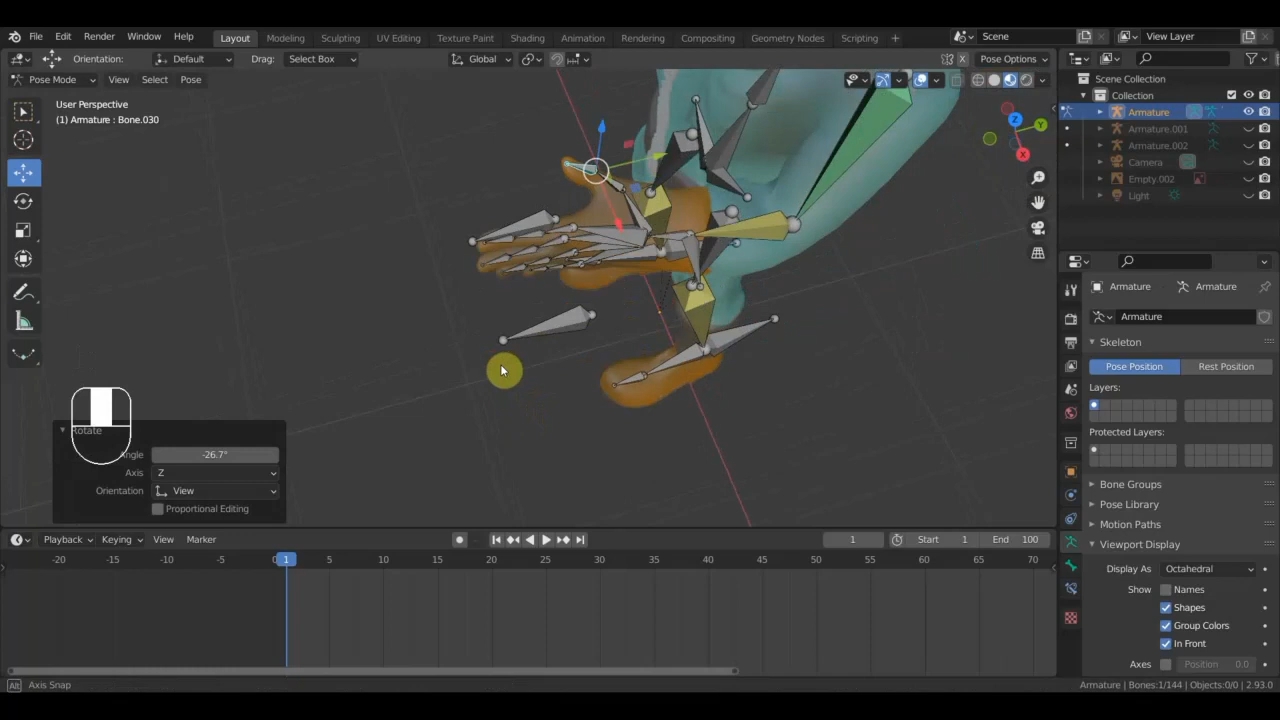 File Edit Render Window Help Layout Modeling Sculpting UV Editing Texture Paint Shading Animation Rendering Compositing Geometry Nodes Scripting + Scene View Layer
Orientation: Default Drag: Select Box Global X Pose Options
Pose Mode View Select Pose
User Perspective
(1) Armature : Bone.030
Z
Y
X
Scene Collection
Collection
Armature
Armature.001
Armature.002
Camera
Empty.002
Light
Armature Armature
Armature
Skeleton
Pose Position Rest Position
Layers:
Protected Layers:
Bone Groups
Pose Library
Motion Paths
Viewport Display
Display As Octahedral
Show Names
Shapes
Group Colors
In Front
Axes Position 0.0
Rotate
Angle -26.7°
Axis Z
Orientation View
Proportional Editing
Playback Keying View Marker 1 Start 1 End 100
-20 -15 -10 -5 0 1 5 10 15 20 25 30 35 40 45 50 55 60 65 70
Alt Axis Snap Armature | Bones:1/144 | Objects:0/0 | 2.93.0